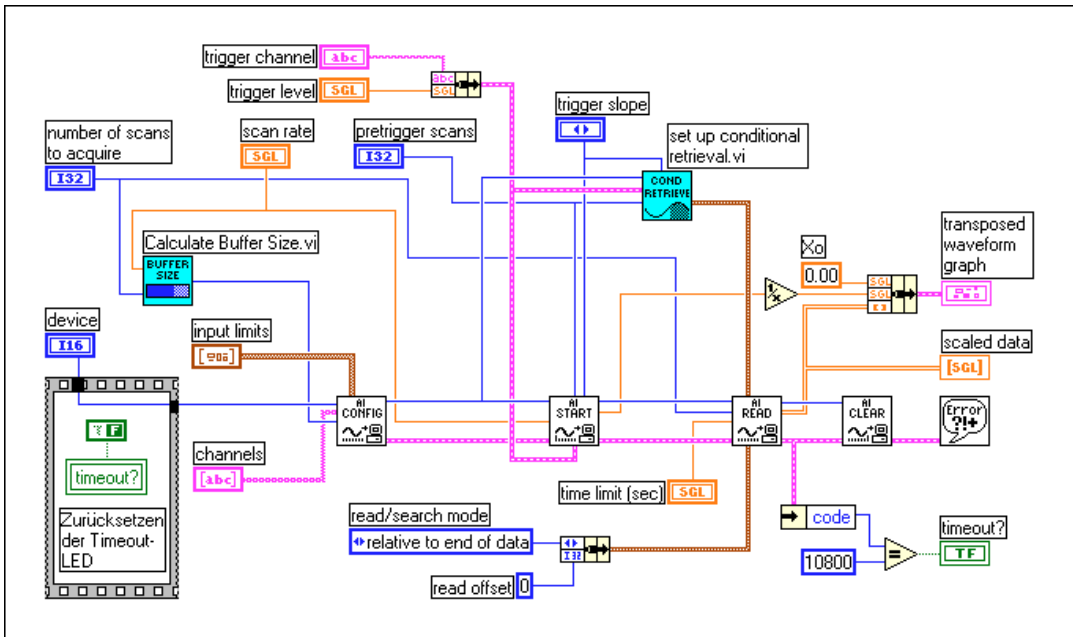 trigger channel
abc
trigger level
SGL
abc
SGL
trigger slope
number of scans
to acquire
I32
scan rate
SGL
pretrigger scans
I32
set up conditional
retrieval.vi
COND
RETRIEVE
Calculate Buffer Size.vi
BUFFER
SIZE
Xo
0.00
1/x
SGL
SGL
transposed
waveform
graph
device
I16
input limits
scaled data
[SGL]
AI
CONFIG
AI
START
AI
READ
AI
CLEAR
Error
?!+
F
timeout?
Zurücksetzen
der Timeout-
LED
channels
[abc]
time limit (sec)
SGL
read/search mode
relative to end of data
I32
read offset
0
code
10800
=
timeout?
TF